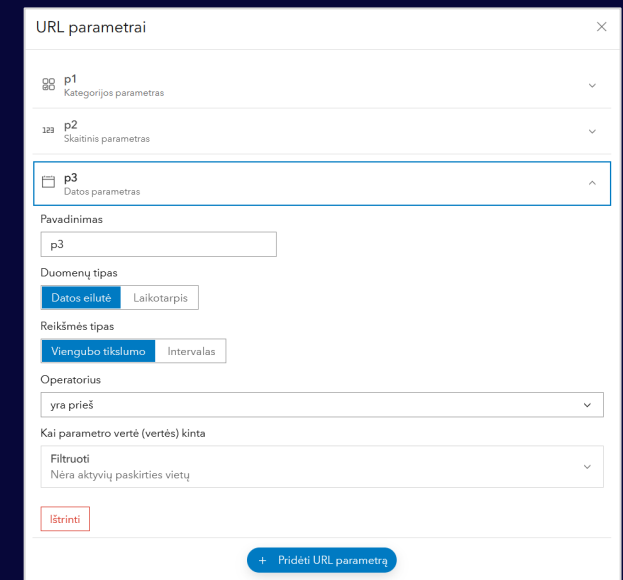 URL parametrai
p1
Kategorijos parametras
123 p2
Skaitinis parametras
p3
Datos parametras
Pavadinimas
p3
Duomenų tipas
Datos eilutė Laikotarpis
Reikšmės tipas
Viengubo tikslumo Intervalas
Operatorius
yra prieš
Kai parametro vertė (vertės) kinta
Filtruoti
Nėra aktyvių paskirties vietų
Ištrinti
+ Pridėti URL parametrą